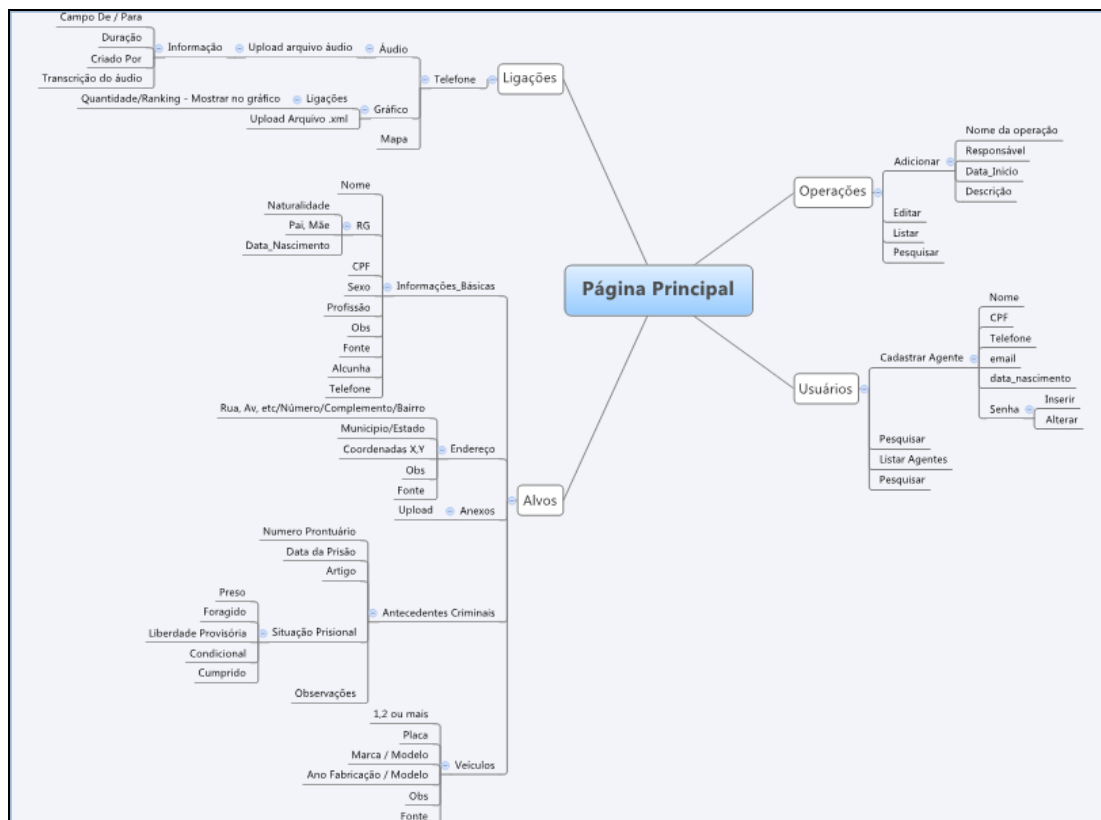 Campo De / Para
Duração
Criado Por
Transcrição do áudio
Informação
Upload arquivo áudio
Áudio
Quantidade/Ranking - Mostrar no gráfico
Ligações
Upload Arquivo .xml
Gráfico
Mapa
Telefone
Ligações
Nome
Naturalidade
Pai, Mãe
Data_Nascimento
RG
CPF
Sexo
Profissão
Obs
Fonte
Alcunha
Telefone
Informações_Básicas
Rua, Av, etc/Número/Complemento/Bairro
Municipio/Estado
Coordenadas X,Y
Obs
Fonte
Endereço
Upload
Anexos
Numero Prontuário
Data da Prisão
Artigo
Preso
Foragido
Liberdade Provisória
Condicional
Cumprido
Situação Prisional
Observações
Antecedentes Criminais
1,2 ou mais
Placa
Marca / Modelo
Ano Fabricação / Modelo
Obs
Fonte
Veículos
Alvos
Página Principal
Operações
Adicionar
Nome da operação
Responsável
Data_Inicio
Descrição
Editar
Listar
Pesquisar
Usuários
Cadastrar Agente
Nome
CPF
Telefone
email
data_nascimento
Senha
Inserir
Alterar
Pesquisar
Listar Agentes
Pesquisar